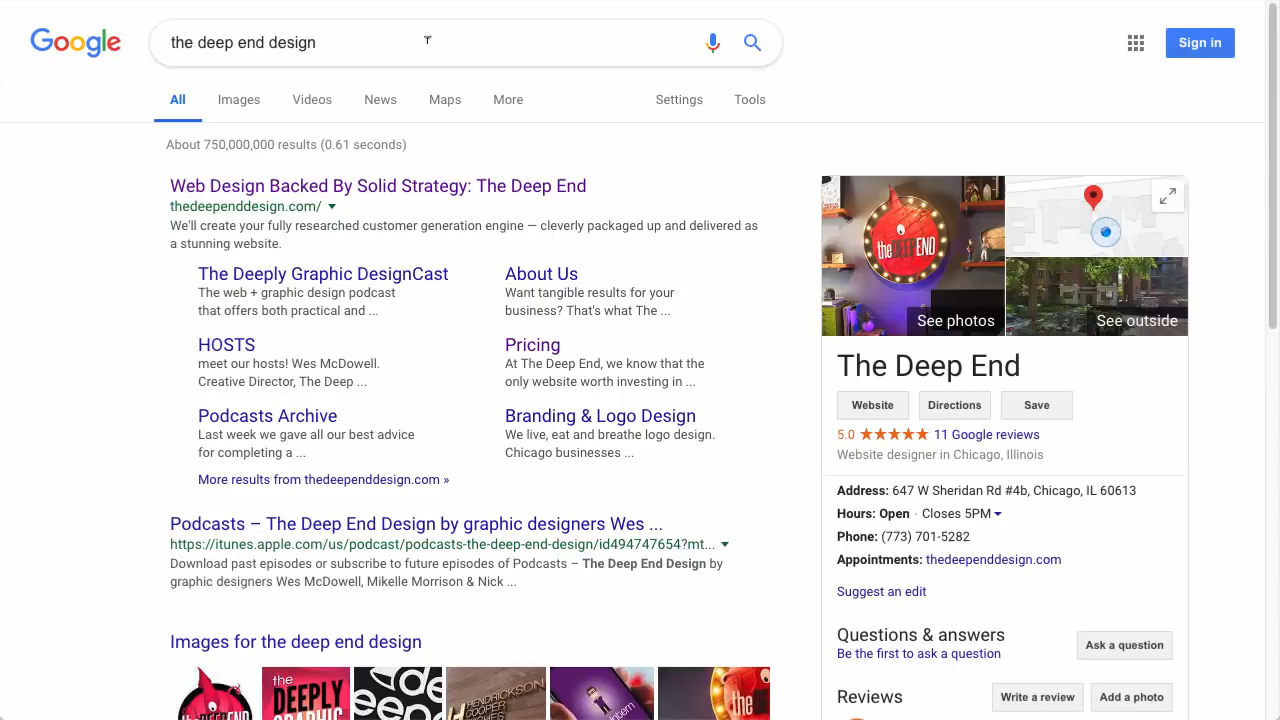 Google
the deep end design
Sign in
All Images Videos News Maps More Settings Tools
About 750,000,000 results (0.61 seconds)
Web Design Backed By Solid Strategy: The Deep End
thedeependdesign.com/
We'll create your fully researched customer generation engine — cleverly packaged up and delivered as
a stunning website.
The Deeply Graphic DesignCast
The web + graphic design podcast
that offers both practical and ...
About Us
Want tangible results for your
business? That's what The ...
HOSTS
meet our hosts! Wes McDowell.
Creative Director, The Deep ...
Pricing
At The Deep End, we know that the
only website worth investing in ...
Podcasts Archive
Last week we gave all our best advice
for completing a ...
Branding & Logo Design
We live, eat and breathe logo design.
Chicago businesses ...
More results from thedeependdesign.com »
Podcasts – The Deep End Design by graphic designers Wes ...
https://itunes.apple.com/us/podcast/podcasts-the-deep-end-design/id494747654?mt...
Download past episodes or subscribe to future episodes of Podcasts – The Deep End Design by
graphic designers Wes McDowell, Mikelle Morrison & Nick ...
Images for the deep end design
the DEEP END
the
DEEPLY
GRAPHIC
HENDRICKSON
COOPER
the
the DEEP END
See photos
See outside
The Deep End
Website Directions Save
5.0 ★★★★★ 11 Google reviews
Website designer in Chicago, Illinois
Address: 647 W Sheridan Rd #4b, Chicago, IL 60613
Hours: Open · Closes 5PM
Phone: (773) 701-5282
Appointments: thedeependdesign.com
Suggest an edit
Questions & answers
Be the first to ask a question
Ask a question
Reviews
Write a review Add a photo